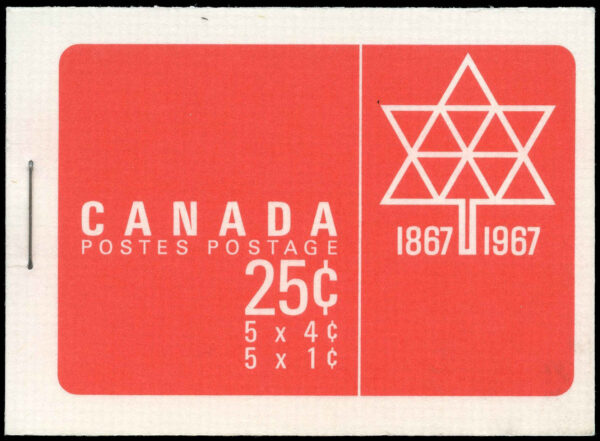 CANADA
POSTES POSTAGE
25¢
5 x 4¢
5 x 1¢
1867 1967